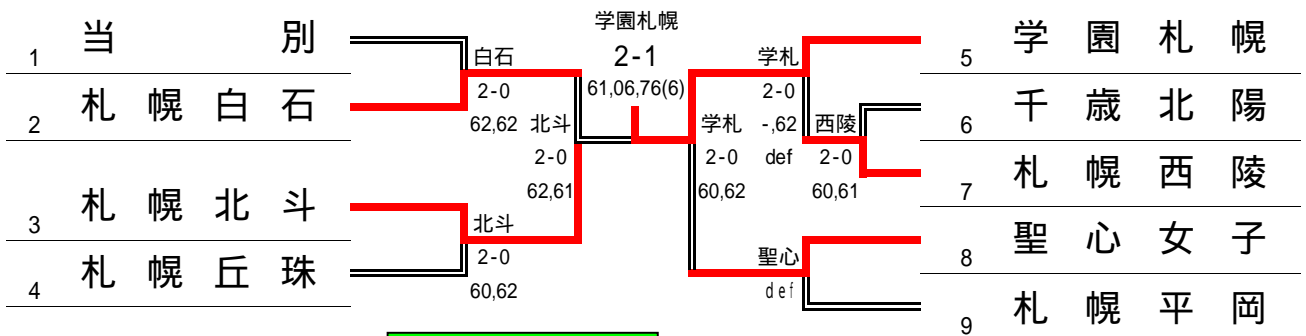 学園札幌
2-1
61,06,76(6)
1 当別
2 札幌白石
3 札幌北斗
4 札幌丘珠
白石
2-0
62,62
北斗
2-0
62,61
北斗
2-0
60,62
学札
2-0
-,62
def
学札
2-0
60,62
西陵
2-0
60,61
聖心
def
5 学園札幌
6 千歳北陽
7 札幌西陵
8 聖心女子
9 札幌平岡